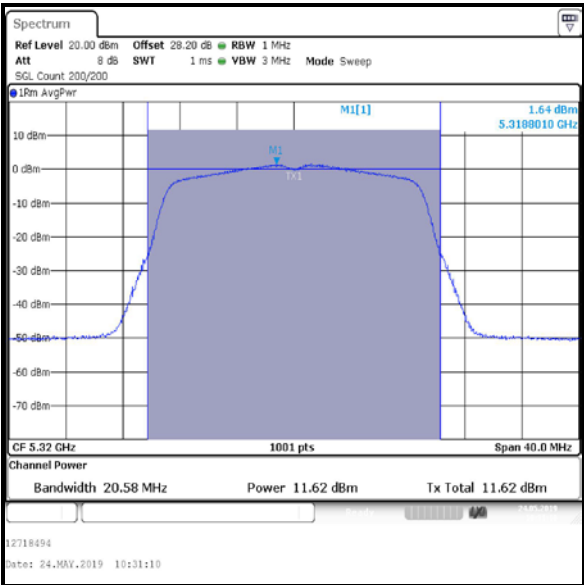 Spectrum
Ref Level 20.00 dBm Offset 28.20 dB RBW 1 MHz
Att 8 dB SWT 1 ms VBW 3 MHz Mode Sweep
SGL Count 200/200
1Rm AvgPwr
M1[1] 1.64 dBm
5.3188010 GHz
10 dBm
M1
0 dBm
TX1
-10 dBm
-20 dBm
-30 dBm
-40 dBm
-50 dBm
-60 dBm
-70 dBm
CF 5.32 GHz 1001 pts Span 40.0 MHz
Channel Power
Bandwidth 20.58 MHz Power 11.62 dBm Tx Total 11.62 dBm
Ready 24.05.2019
12718494
Date: 24.MAY.2019 10:31:10